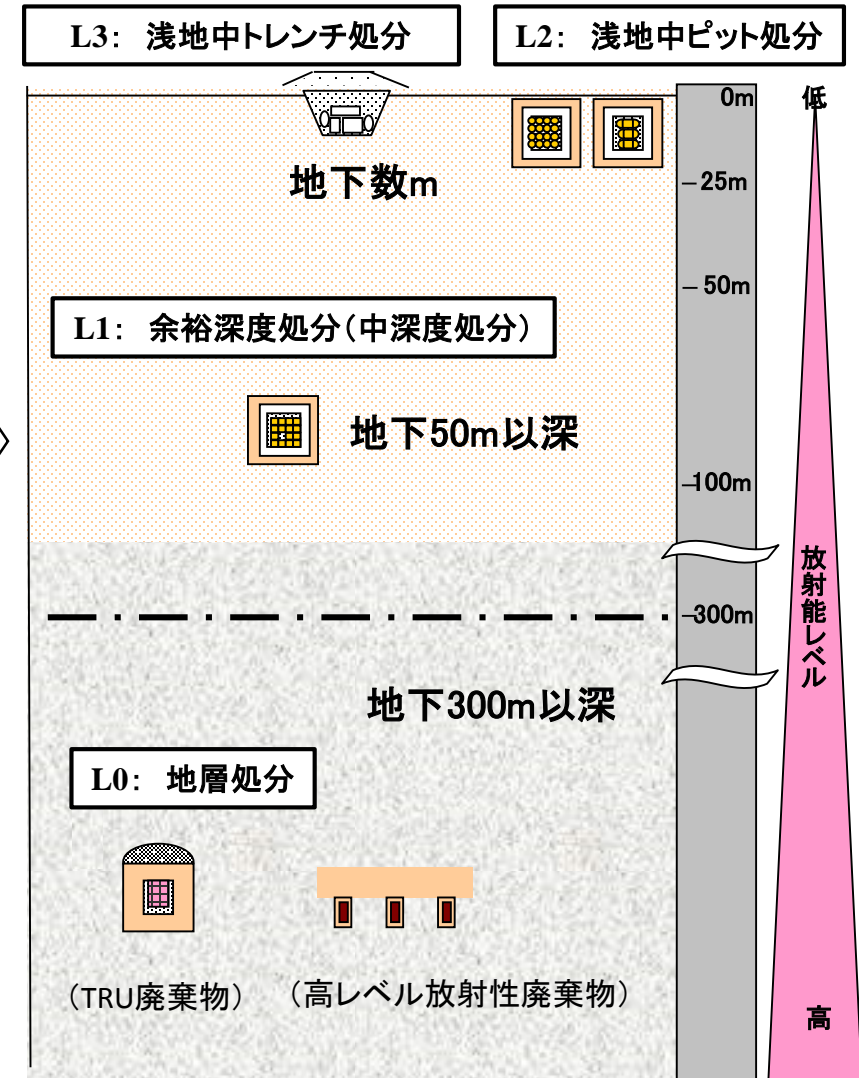 L3: 浅地中トレンチ処分
L2: 浅地中ピット処分
0m
低
地下数m
–25m
–50m
L1: 余裕深度処分(中深度処分)
地下50m以深
–100m
放射能レベル
–300m
地下300m以深
L0: 地層処分
(TRU廃棄物)
(高レベル放射性廃棄物)
高